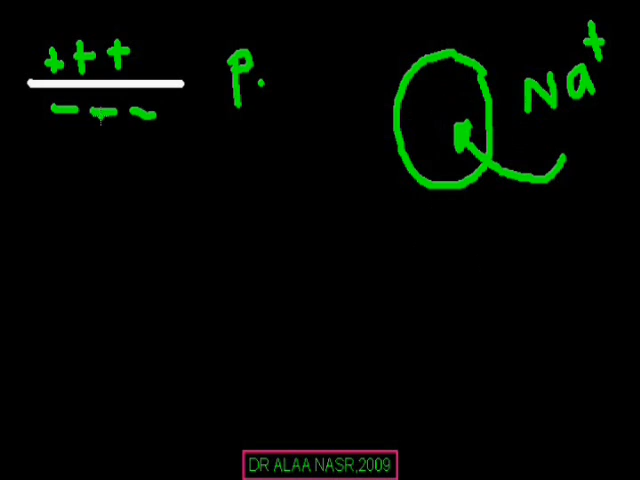 + + +
P.
Na+
- - -
DR ALAA NASR,2009